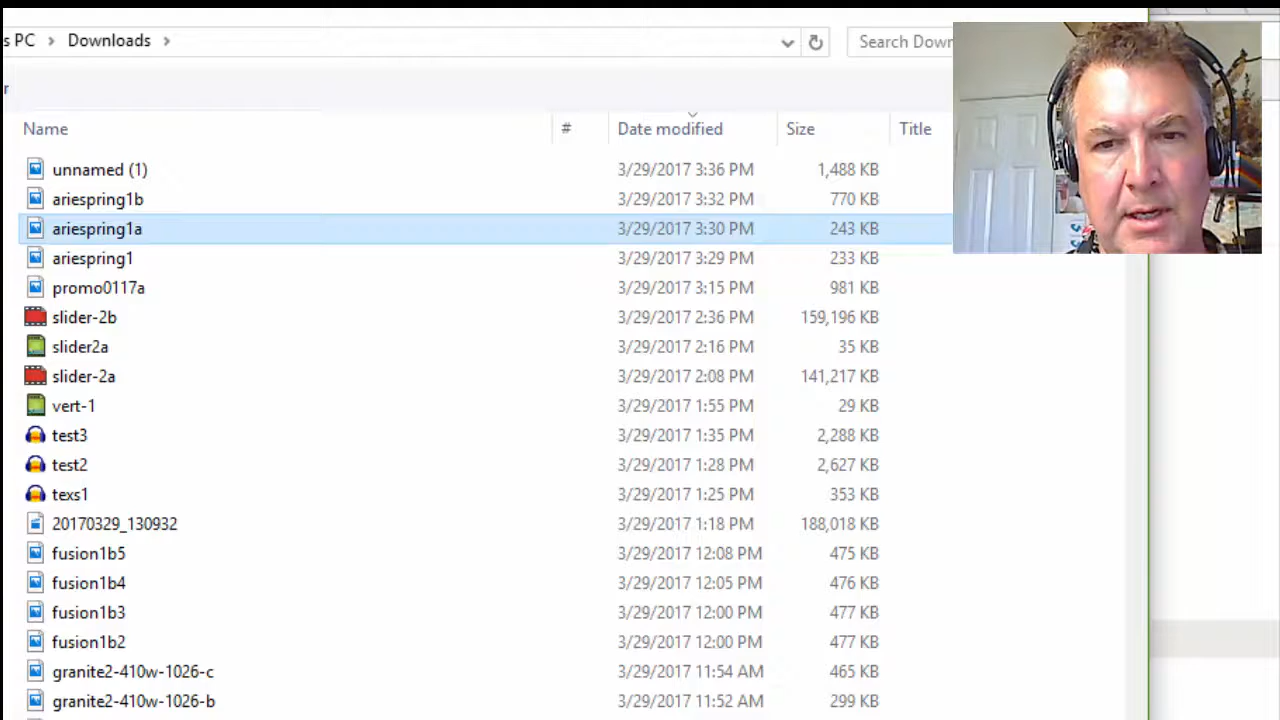 s PC > Downloads > Search Down
r
Name # Date modified Size Title
unnamed (1) 3/29/2017 3:36 PM 1,488 KB
ariespring1b 3/29/2017 3:32 PM 770 KB
ariespring1a 3/29/2017 3:30 PM 243 KB
ariespring1 3/29/2017 3:29 PM 233 KB
promo0117a 3/29/2017 3:15 PM 981 KB
slider-2b 3/29/2017 2:36 PM 159,196 KB
slider2a 3/29/2017 2:16 PM 35 KB
slider-2a 3/29/2017 2:08 PM 141,217 KB
vert-1 3/29/2017 1:55 PM 29 KB
test3 3/29/2017 1:35 PM 2,288 KB
test2 3/29/2017 1:28 PM 2,627 KB
texs1 3/29/2017 1:25 PM 353 KB
20170329_130932 3/29/2017 1:18 PM 188,018 KB
fusion1b5 3/29/2017 12:08 PM 475 KB
fusion1b4 3/29/2017 12:05 PM 476 KB
fusion1b3 3/29/2017 12:00 PM 477 KB
fusion1b2 3/29/2017 12:00 PM 477 KB
granite2-410w-1026-c 3/29/2017 11:54 AM 465 KB
granite2-410w-1026-b 3/29/2017 11:52 AM 299 KB